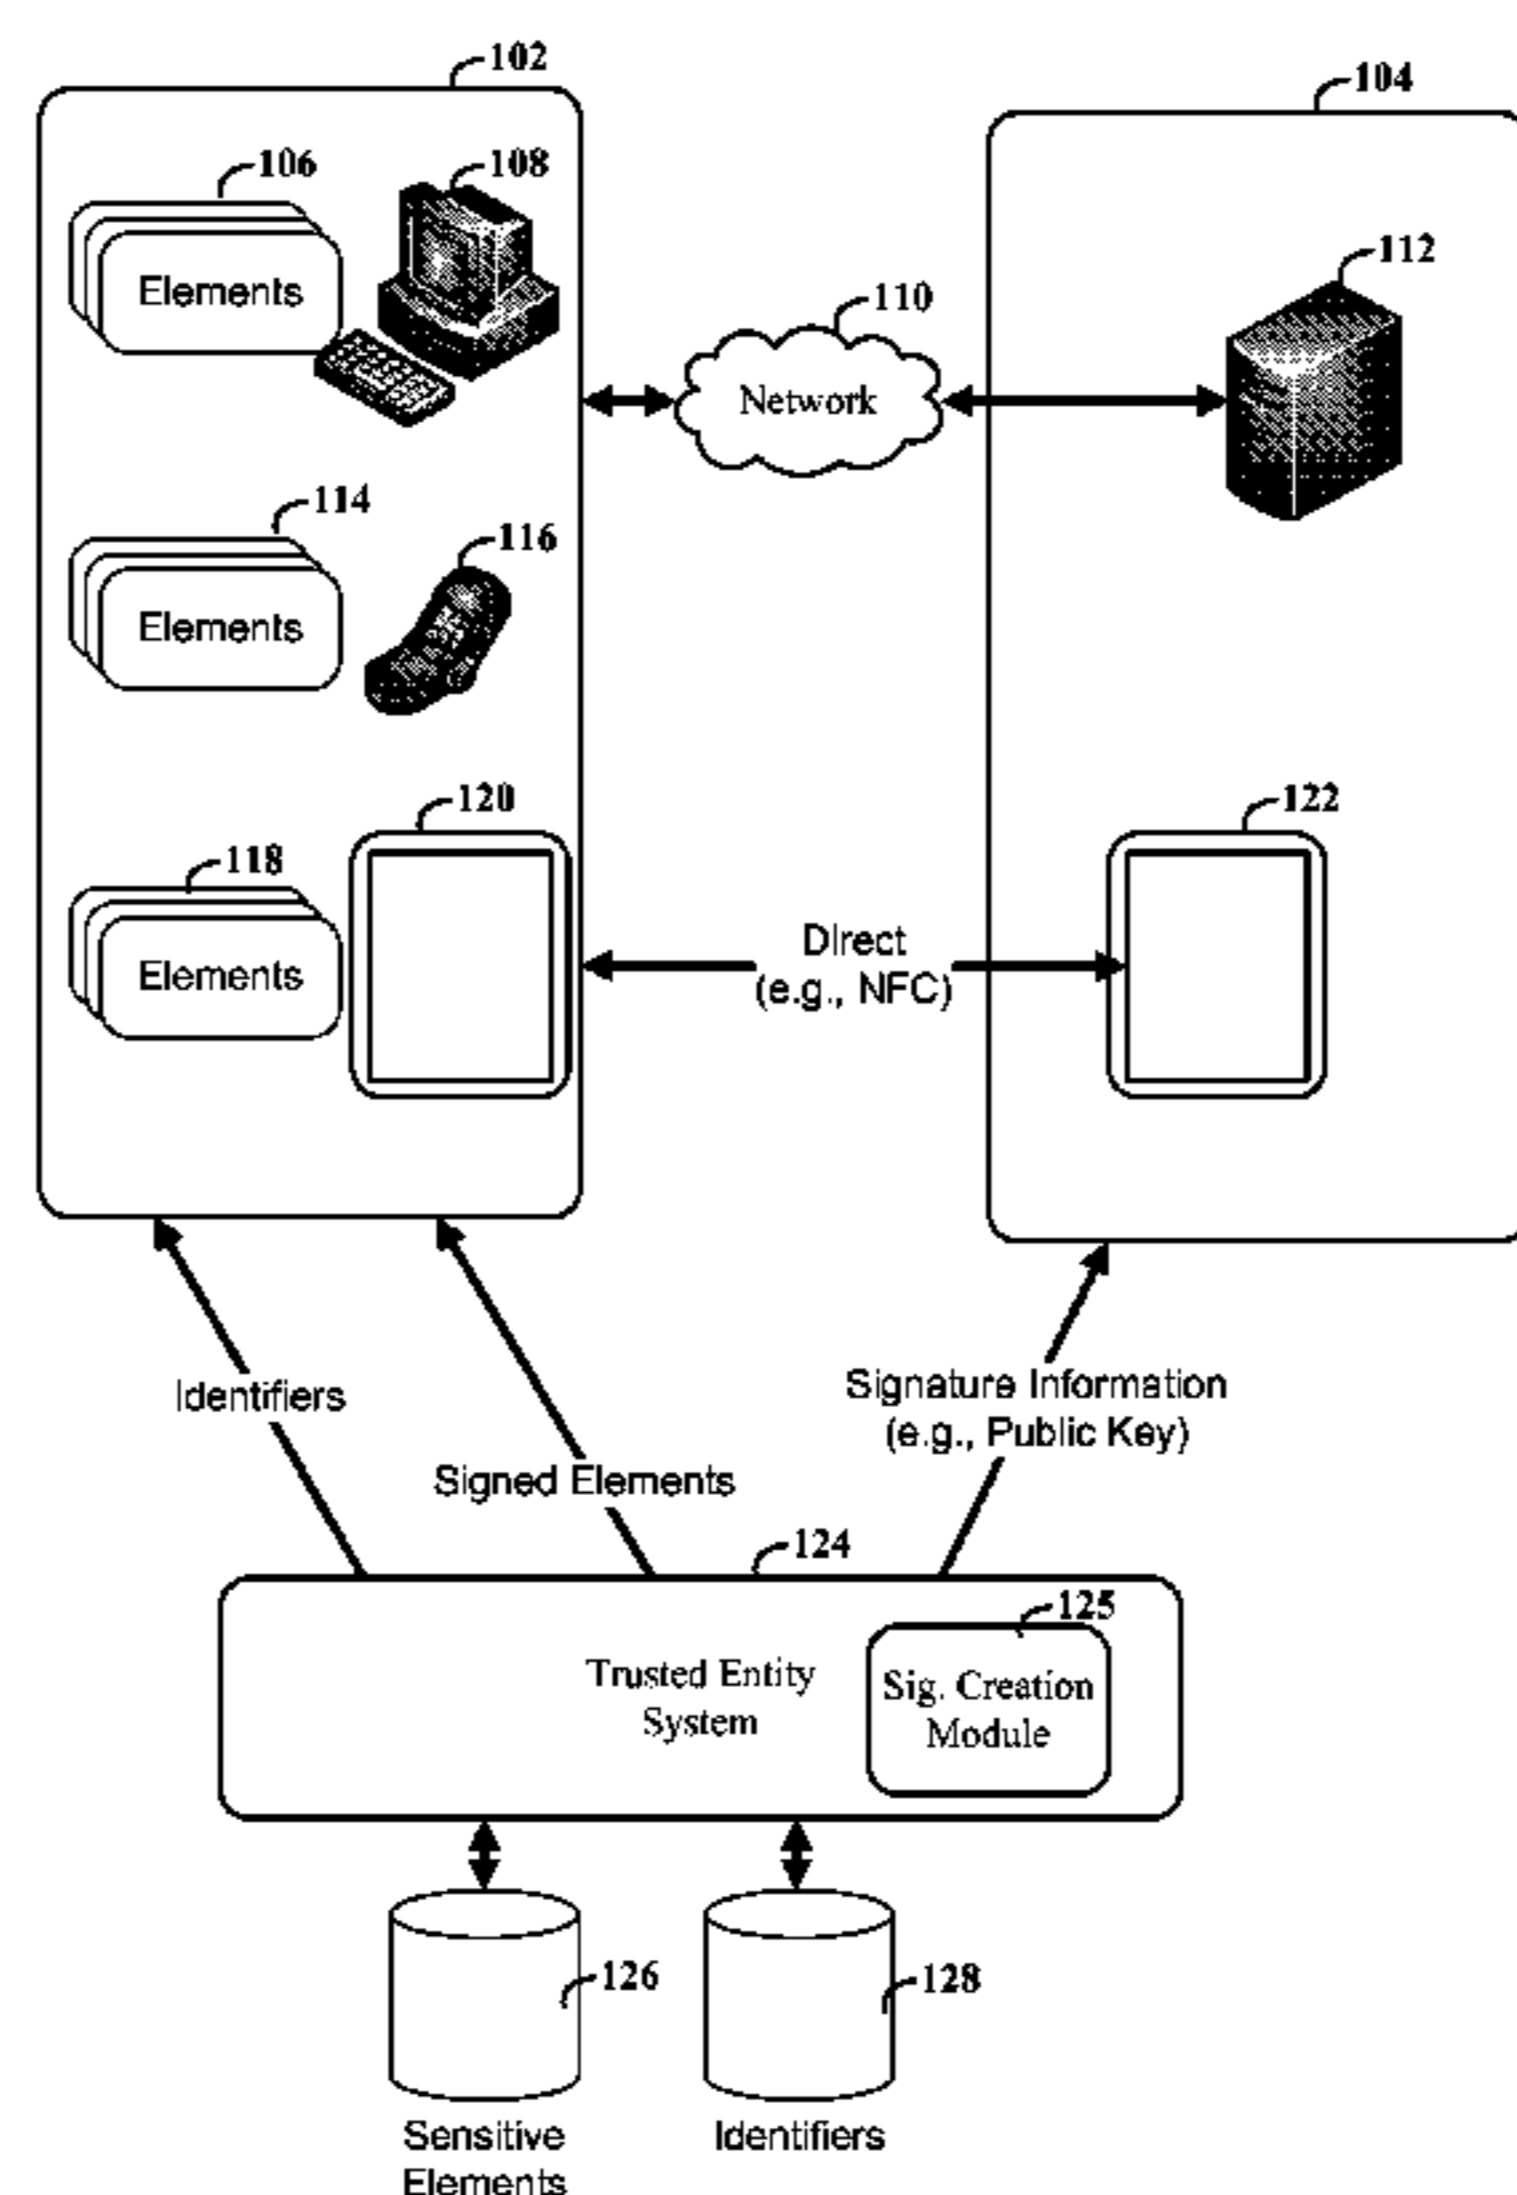 102
104
106
108
Elements
112
110
Network
114
116
Elements
120
122
118
Elements
Direct
(e.g., NFC)
Identifiers
Signature Information
(e.g., Public Key)
Signed Elements
124
125
Trusted Entity
System
Sig. Creation
Module
126
128
Sensitive
Elements
Identifiers